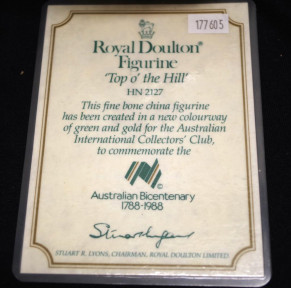 177605
Royal Doulton®
Figurine
'Top o' the Hill'
HN 2127
This fine bone china figurine
has been created in a new colourway
of green and gold for the Australian
International Collectors' Club,
to commemorate the
©
Australian Bicentenary
1788-1988
STUART R. LYONS, CHAIRMAN, ROYAL DOULTON LIMITED